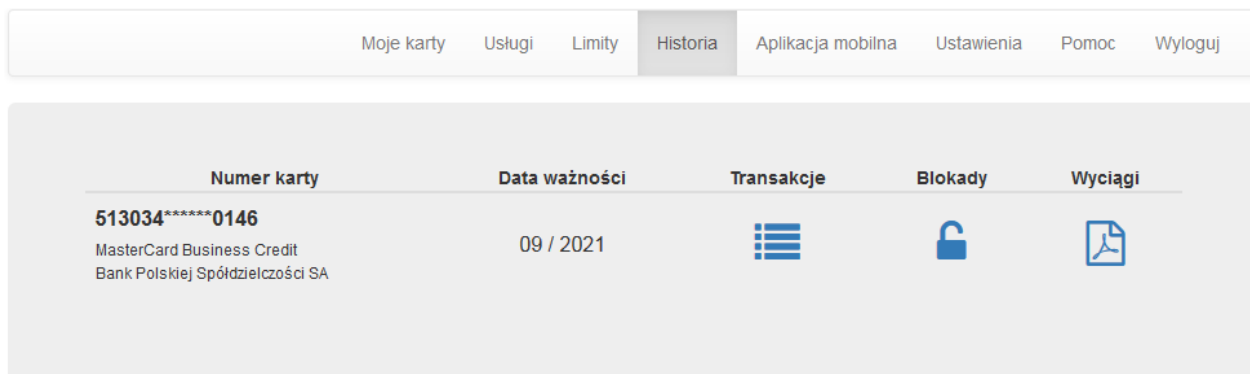 Moje karty Usługi Limity Historia Aplikacja mobilna Ustawienia Pomoc Wyloguj
Numer karty Data ważności Transakcje Blokady Wyciągi
513034******0146
MasterCard Business Credit
Bank Polskiej Spółdzielczości SA
09 / 2021